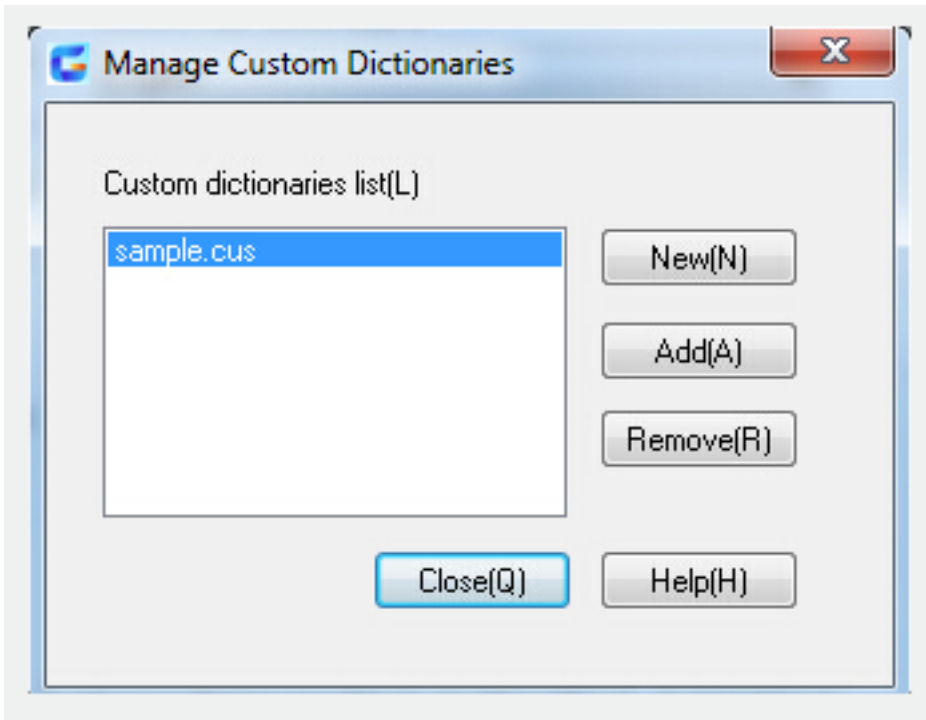 Manage Custom Dictionaries
Custom dictionaries list(L)
sample.cus
New(N)
Add(A)
Remove(R)
Close(Q)
Help(H)